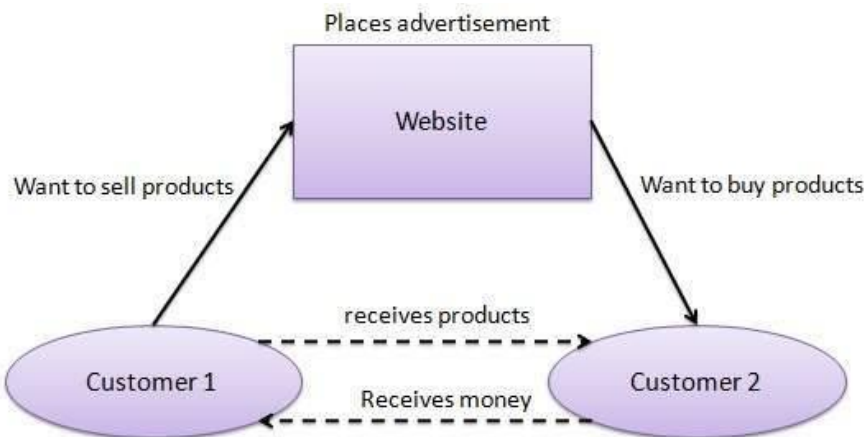 Places advertisement
Website
Want to sell products
Want to buy products
receives products
Customer 1
Customer 2
Receives money